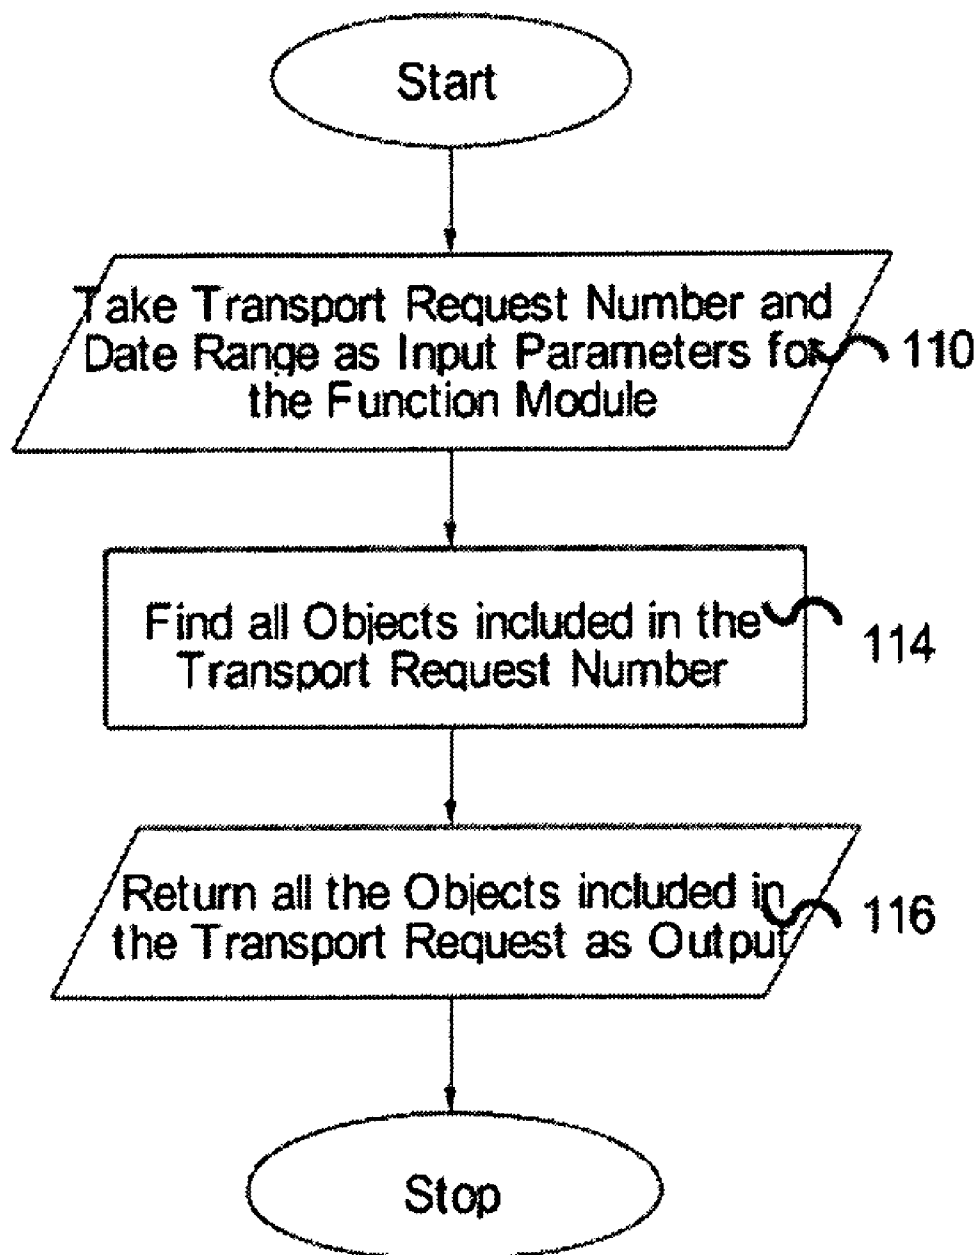 Start
Take Transport Request Number and
Date Range as Input Parameters for
the Function Module
110
Find all Objects included in the
Transport Request Number
114
Return all the Objects included in
the Transport Request as Output
116
Stop